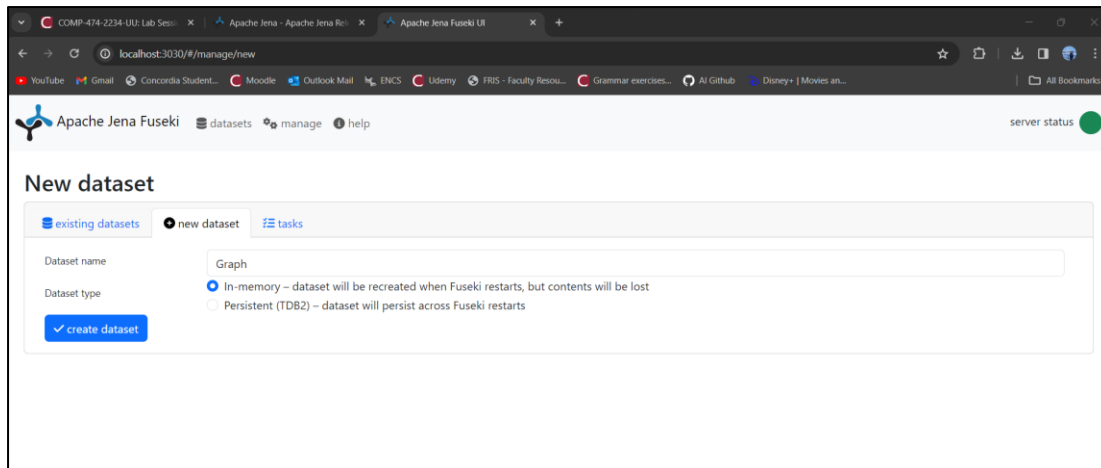 COMP-474-2234-UU: Lab Sessi
Apache Jena - Apache Jena Rel
Apache Jena Fuseki UI
localhost:3030/#/manage/new
YouTube Gmail Concordia Student... Moodle Outlook Mail ENCS Udemy FRIS - Faculty Resou... Grammar exercises... AI Github Disney+ | Movies an... All Bookmarks
Apache Jena Fuseki datasets manage help server status
New dataset
existing datasets new dataset tasks
Dataset name Graph
Dataset type In-memory – dataset will be recreated when Fuseki restarts, but contents will be lost
Persistent (TDB2) – dataset will persist across Fuseki restarts
create dataset